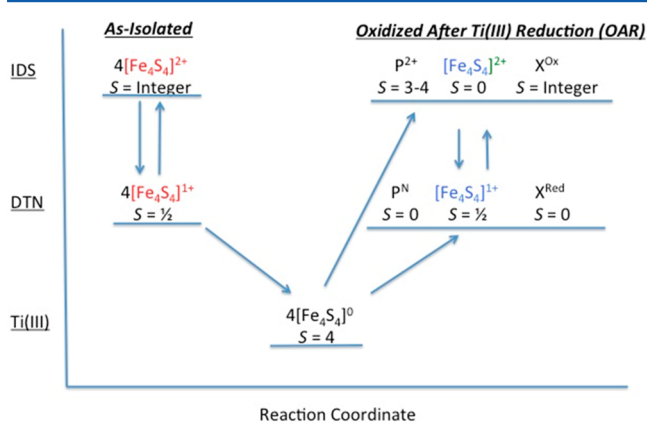 As-Isolated
Oxidized After Ti(III) Reduction (OAR)
IDS
4[Fe₄S₄]²⁺
S = Integer
P²⁺ [Fe₄S₄]²⁺ Xᴼˣ
S = 3-4 S = 0 S = Integer
DTN
4[Fe₄S₄]¹⁺
S = ½
Pᴺ [Fe₄S₄]¹⁺ Xᴿᵉᵈ
S = 0 S = ½ S = 0
Ti(III)
4[Fe₄S₄]⁰
S = 4
Reaction Coordinate